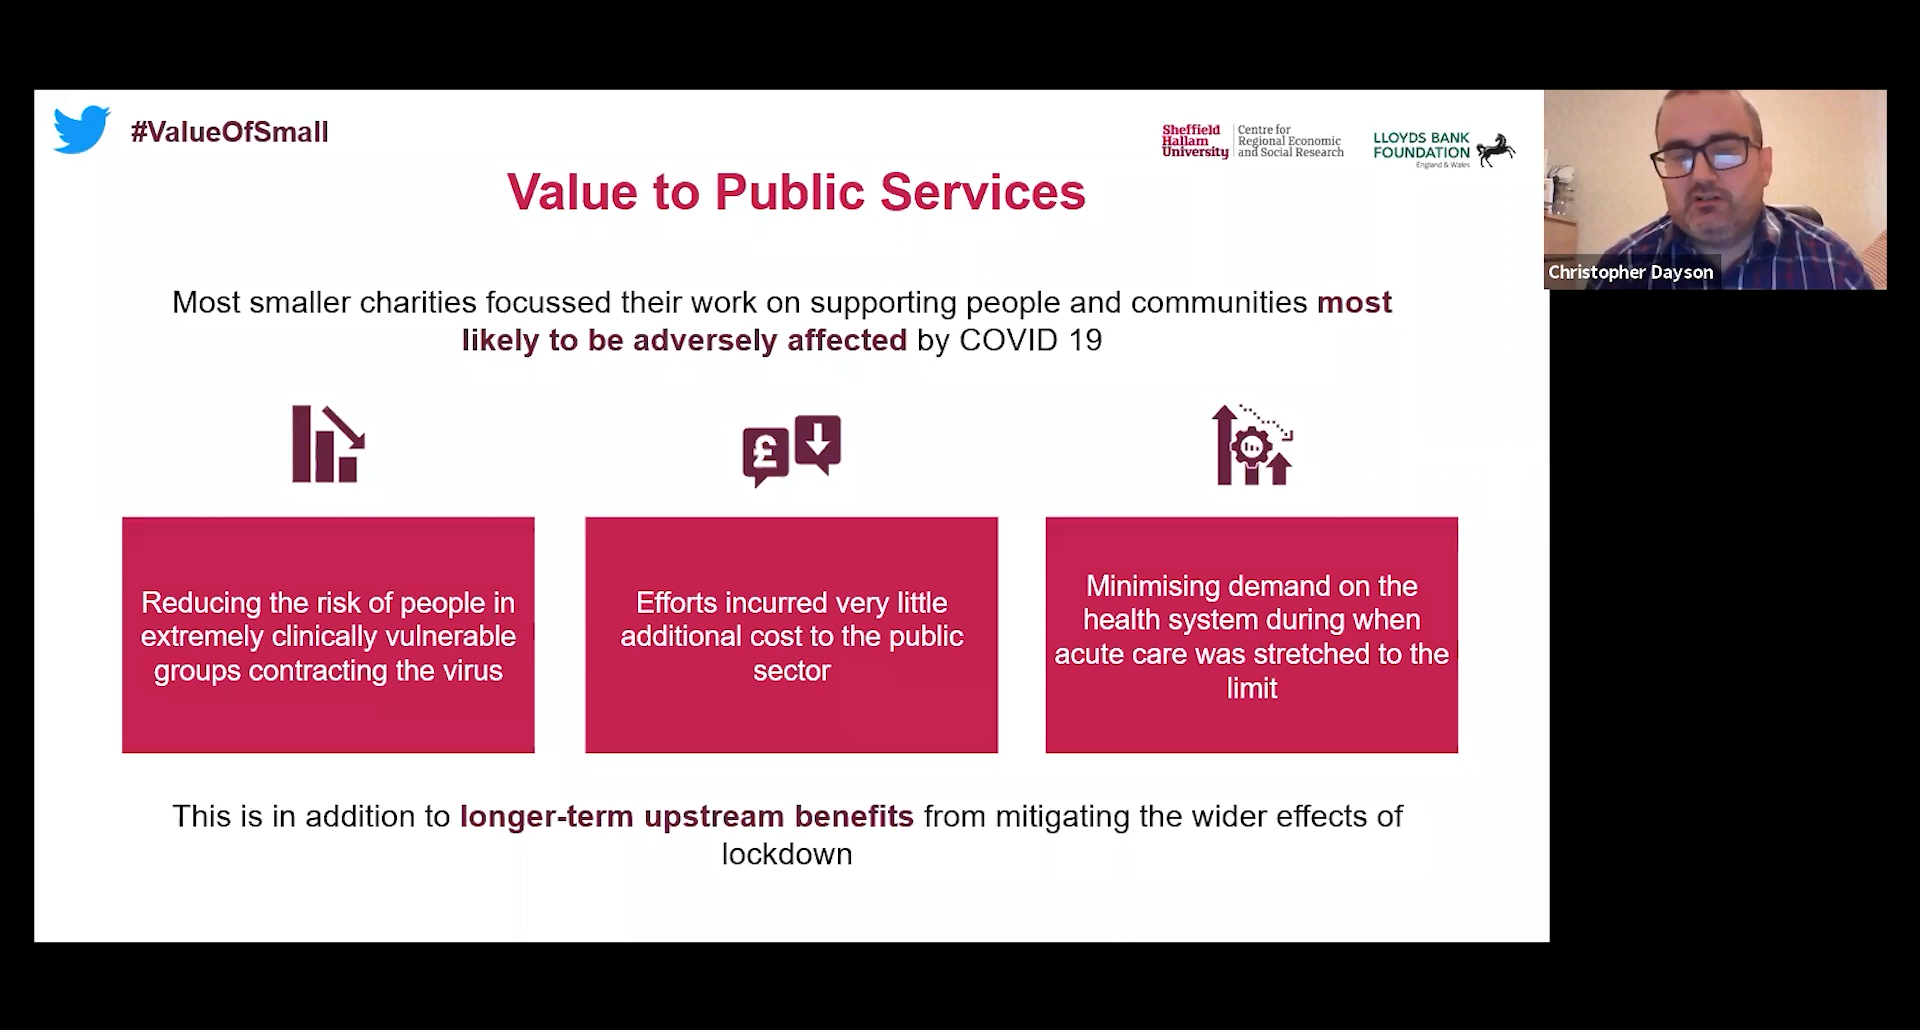 #ValueOfSmall
Sheffield
Hallam
University
Centre for
Regional Economic
and Social Research
LLOYDS BANK
FOUNDATION
England & Wales
Value to Public Services
Christopher Dayson
Most smaller charities focussed their work on supporting people and communities most
likely to be adversely affected by COVID 19
£
Reducing the risk of people in
extremely clinically vulnerable
groups contracting the virus
Efforts incurred very little
additional cost to the public
sector
Minimising demand on the
health system during when
acute care was stretched to the
limit
This is in addition to longer-term upstream benefits from mitigating the wider effects of
lockdown